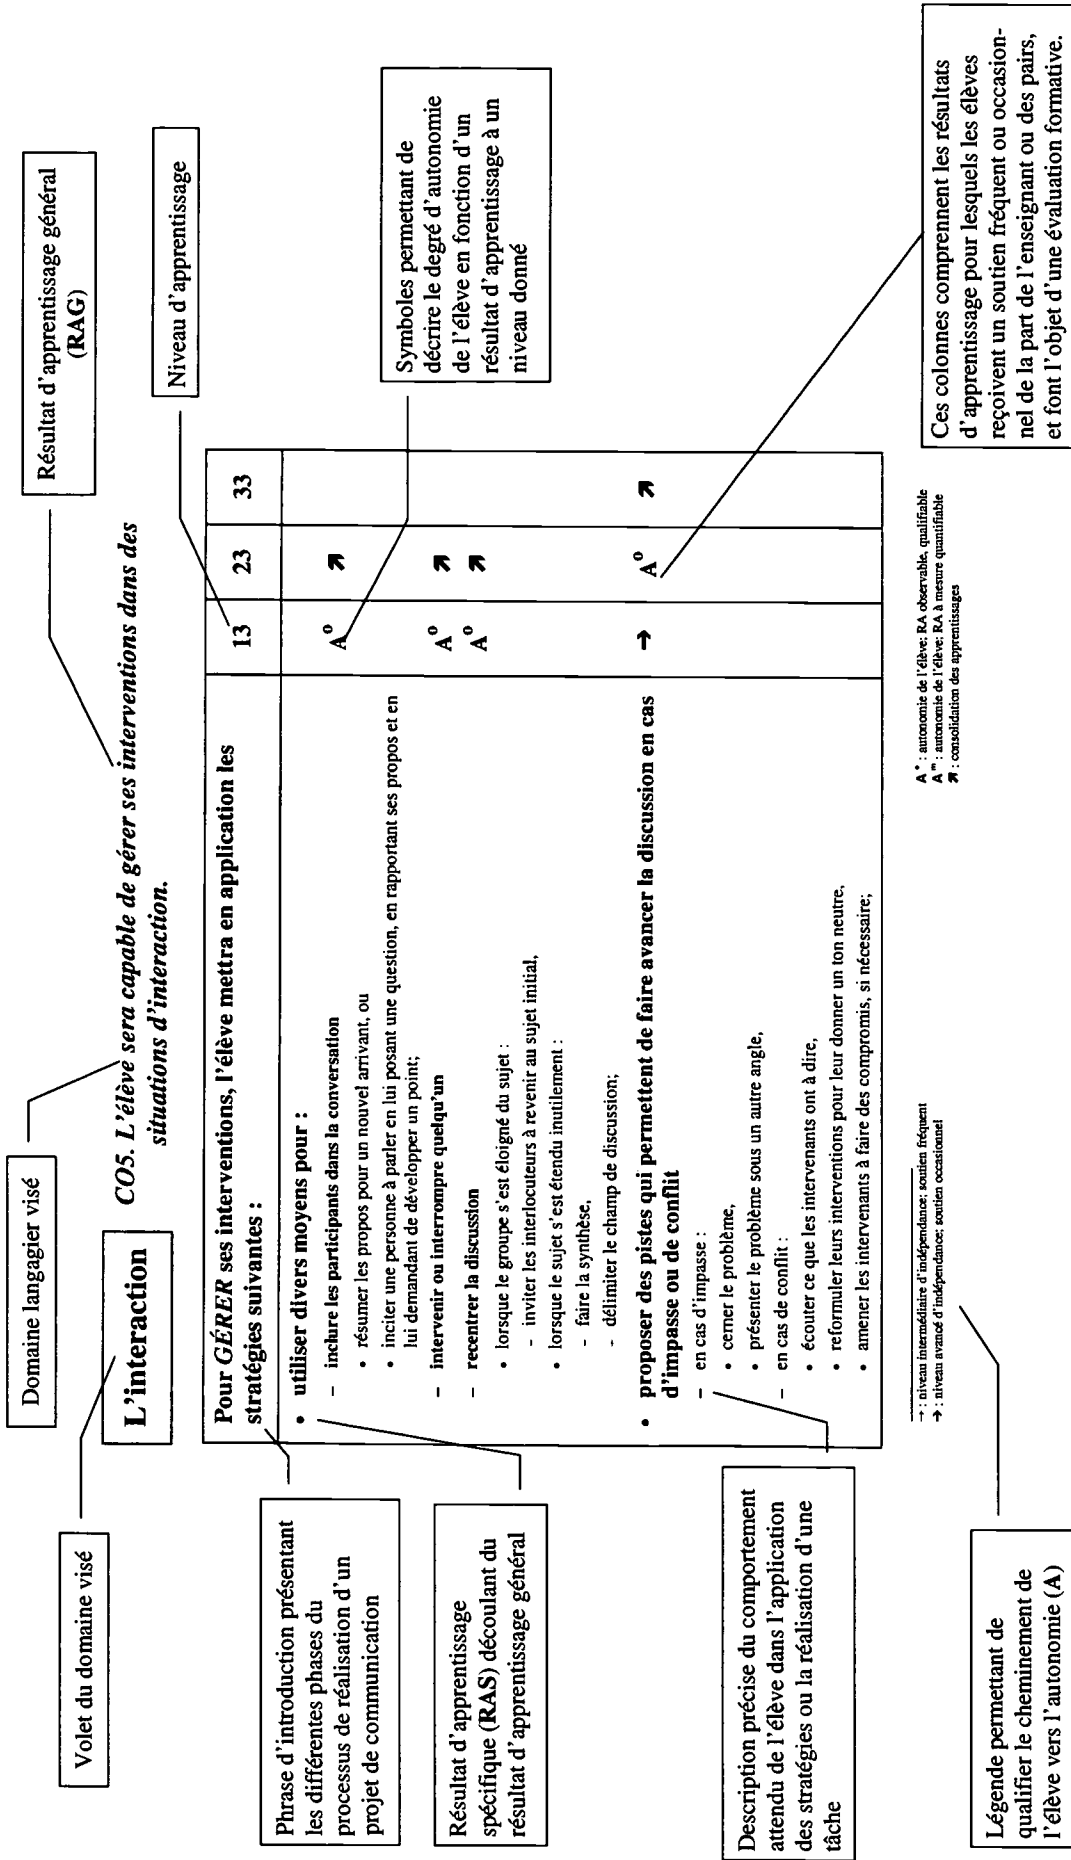 Domaine langagier visé
Volet du domaine visé
Résultat d'apprentissage général
(RAG)
L'interaction
CO5. L'élève sera capable de gérer ses interventions dans des
situations d'interaction.
Niveau d'apprentissage
Phrase d'introduction présentant
les différentes phases du
processus de réalisation d'un
projet de communication
Résultat d'apprentissage
spécifique (RAS) découlant du
résultat d'apprentissage général
Description précise du comportement
attendu de l'élève dans l'application
des stratégies ou la réalisation d'une
tâche
Légende permettant de
qualifier le cheminement de
l'élève vers l'autonomie (A)
Pour GÉRER ses interventions, l'élève mettra en application les
stratégies suivantes :
13 23 33
• utiliser divers moyens pour :
– inclure les participants dans la conversation A° ↗
• résumer les propos pour un nouvel arrivant, ou
• inciter une personne à parler en lui posant une question, en rapportant ses propos et en
lui demandant de développer un point;
– intervenir ou interrompre quelqu'un A° ↗
– recentrer la discussion A° ↗
• lorsque le groupe s'est éloigné du sujet :
- inviter les interlocuteurs à revenir au sujet initial,
• lorsque le sujet s'est étendu inutilement :
- faire la synthèse,
- délimiter le champ de discussion;
• proposer des pistes qui permettent de faire avancer la discussion en cas → A° ↗
d'impasse ou de conflit
– en cas d'impasse :
• cerner le problème,
• présenter le problème sous un autre angle,
– en cas de conflit :
• écouter ce que les intervenants ont à dire,
• reformuler leurs interventions pour leur donner un ton neutre,
• amener les intervenants à faire des compromis, si nécessaire;
→ : niveau intermédiaire d'indépendance; soutien fréquent
➔ : niveau avancé d'indépendance; soutien occasionnel
A° : autonomie de l'élève; RA observable, qualifiable
Aᵐ : autonomie de l'élève; RA à mesure quantifiable
↗ : consolidation des apprentissages
Symboles permettant de
décrire le degré d'autonomie
de l'élève en fonction d'un
résultat d'apprentissage à un
niveau donné
Ces colonnes comprennent les résultats
d'apprentissage pour lesquels les élèves
reçoivent un soutien fréquent ou occasion-
nel de la part de l'enseignant ou des pairs,
et font l'objet d'une évaluation formative.